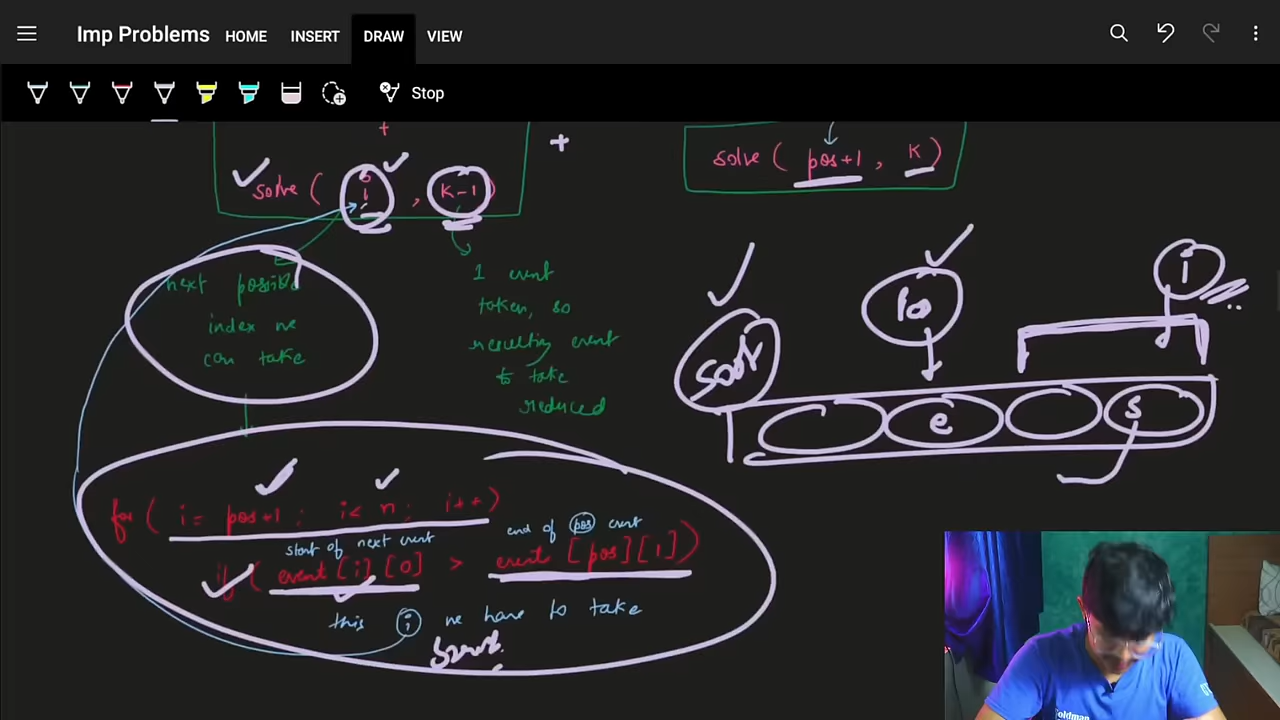 Imp Problems HOME INSERT DRAW VIEW
Stop
+
+
solve ( i , k-1 )
solve ( pos+1 , k )
next possible
index we
can take
1 event
taken, so
resulting event
to take
reduced
i
sort
e
s
for ( i = pos+1 ; i < n ; i++ )
start of next event
end of pos event
if ( event [i] [0] > event [pos] [1] )
this i we have to take
Goldman